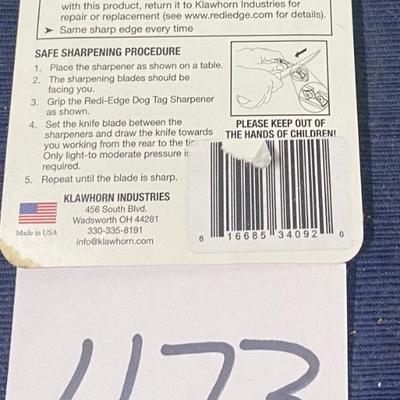 with this product, return it to Klawhorn Industries for
repair or replacement (see www.rediedge.com for details).
➤ Same sharp edge every time
SAFE SHARPENING PROCEDURE
1. Place the sharpener as shown on a table.
2. The sharpening blades should be
facing you.
3. Grip the Redi-Edge Dog Tag Sharpener
as shown.
4. Set the knife blade between the
sharpeners and draw the knife towards
you working from the rear to the
Only light-to moderate pressure is
required.
5. Repeat until the blade is sharp.
PLEASE KEEP OUT OF
THE HANDS OF CHILDREN!
KLAWHORN INDUSTRIES
456 South Blvd.
Wadsworth OH 44281
330-335-8191
info@klawhorn.com
Made in USA
6 16685 34092 0
1173